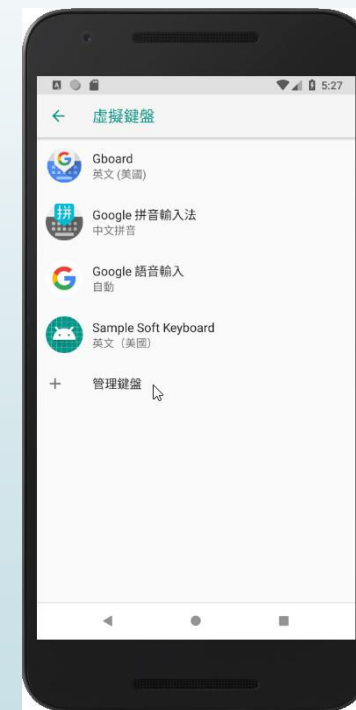 5:27
虛擬鍵盤
Gboard
英文 (美國)
Google 拼音輸入法
中文拼音
Google 語音輸入
自動
Sample Soft Keyboard
英文（美國）
管理鍵盤